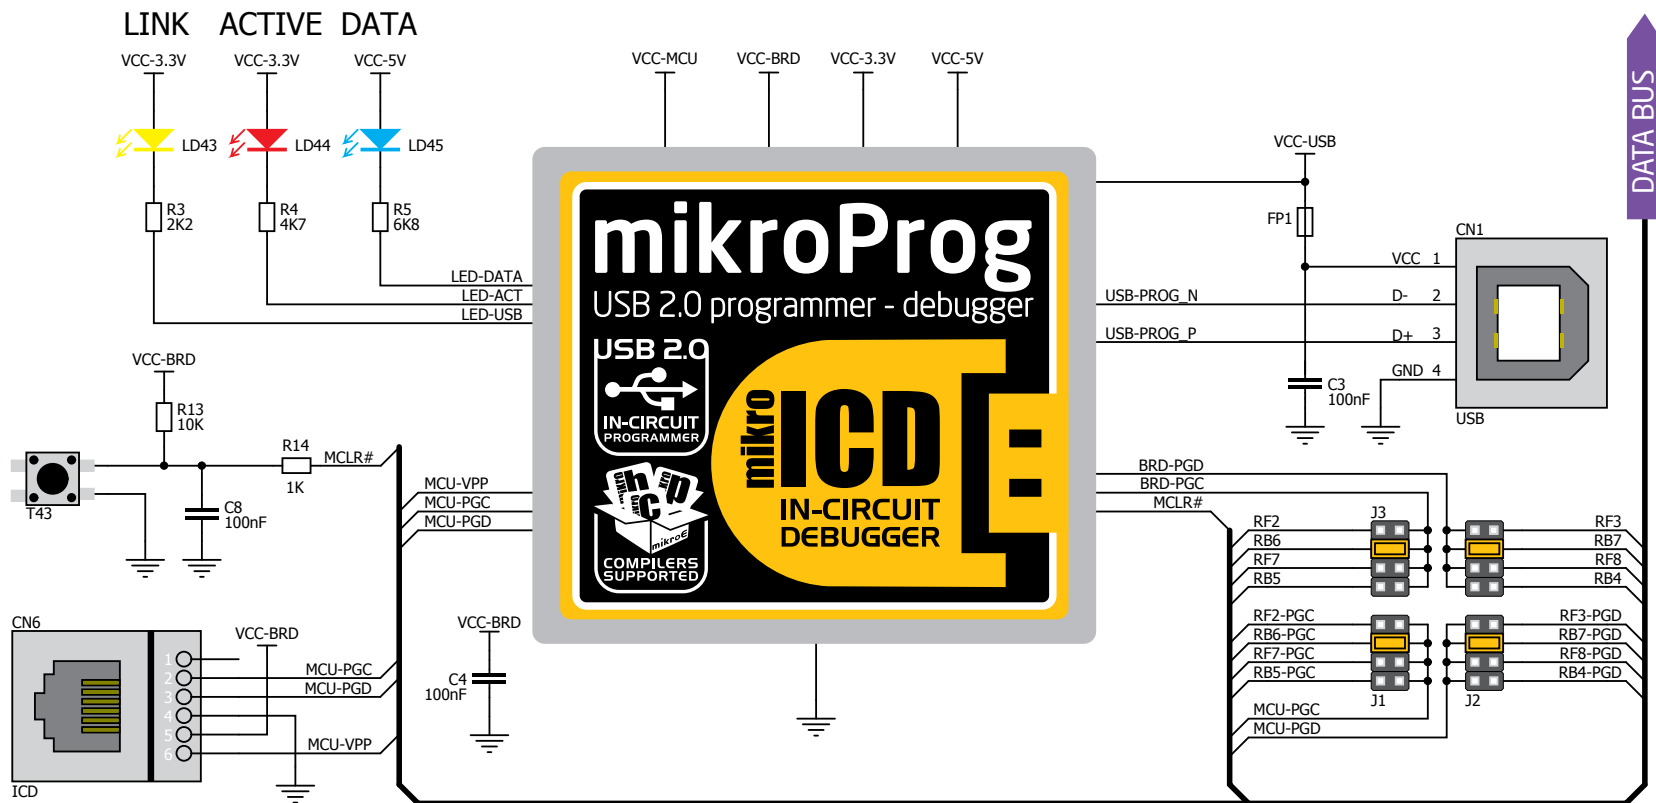 LINK ACTIVE DATA
VCC-3.3V VCC-3.3V VCC-5V
VCC-MCU VCC-BRD VCC-3.3V VCC-5V
DATA BUS
LD43 LD44 LD45
VCC-USB
R3 2K2
R4 4K7
R5 6K8
FP1
CN1
VCC 1
D- 2
D+ 3
GND 4
USB
LED-DATA
LED-ACT
LED-USB
mikroProg
USB 2.0 programmer - debugger
USB-PROG_N
USB-PROG_P
USB 2.0
IN-CIRCUIT
PROGRAMMER
mikro
ICD
IN-CIRCUIT
DEBUGGER
h
c
p
mikroE
COMPILERS
SUPPORTED
C3
100nF
VCC-BRD
R13
10K
R14
1K
MCLR#
T43
C8
100nF
MCU-VPP
MCU-PGC
MCU-PGD
BRD-PGD
BRD-PGC
MCLR#
J3
RF2
RB6
RF7
RB5
RF3
RB7
RF8
RB4
RF2-PGC
RB6-PGC
RF7-PGC
RB5-PGC
RF3-PGD
RB7-PGD
RF8-PGD
RB4-PGD
J1
J2
MCU-PGC
MCU-PGD
CN6
1
2
3
4
5
6
ICD
VCC-BRD
MCU-PGC
MCU-PGD
MCU-VPP
VCC-BRD
C4
100nF